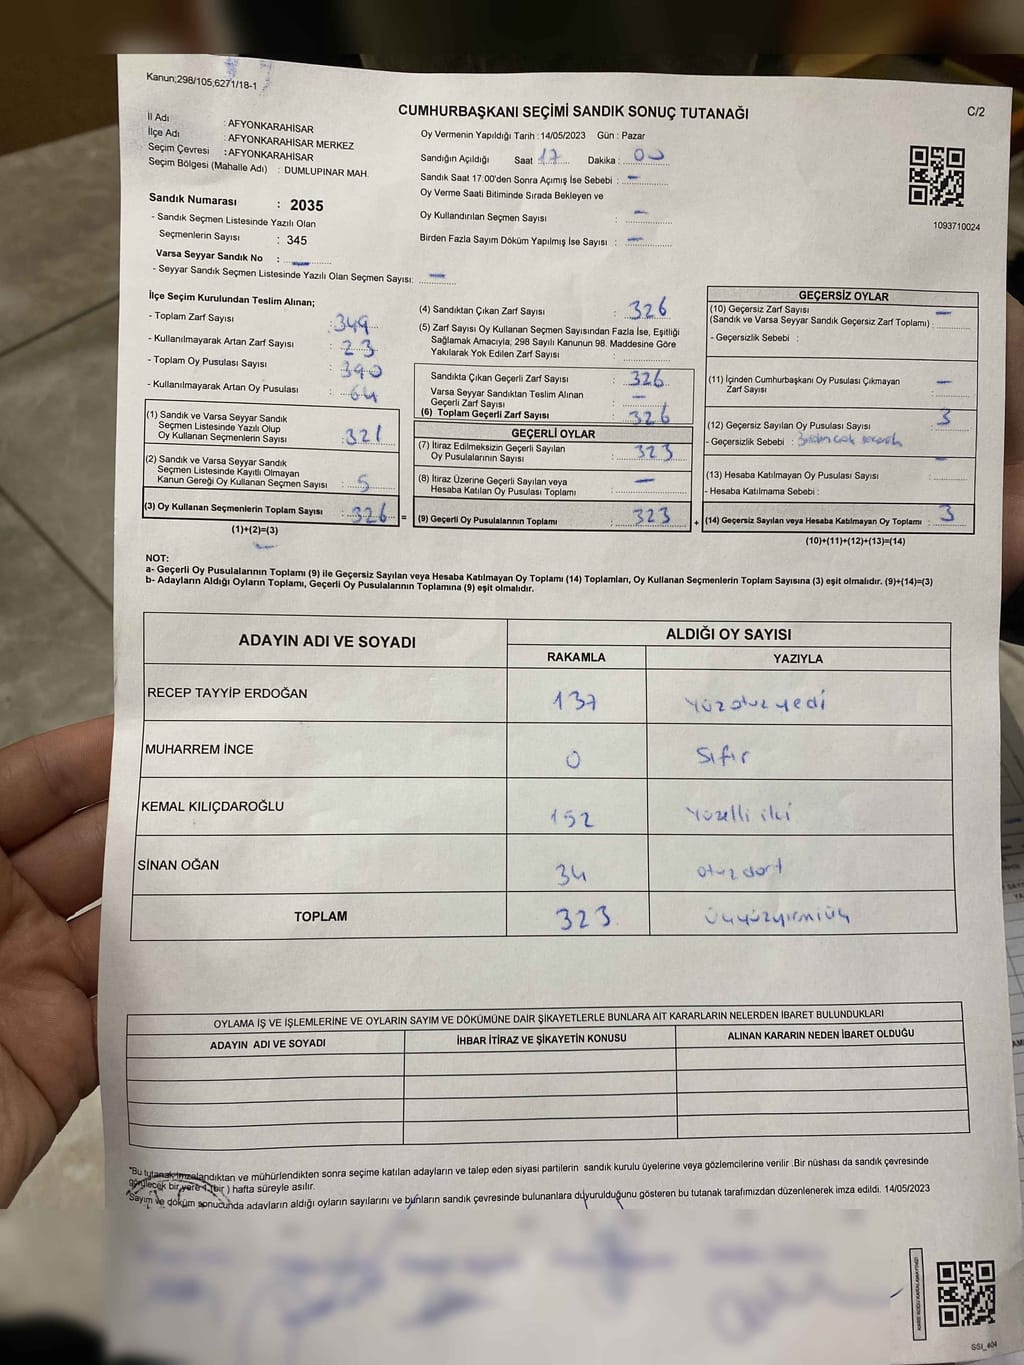 Kanun;298/105;6271/18-1
C/2
CUMHURBAŞKANI SEÇİMİ SANDIK SONUÇ TUTANAĞI
İl Adı : AFYONKARAHİSAR
İlçe Adı : AFYONKARAHİSAR MERKEZ
Seçim Çevresi : AFYONKARAHİSAR
Seçim Bölgesi (Mahalle Adı) : DUMLUPINAR MAH.
Sandık Numarası : 2035
- Sandık Seçmen Listesinde Yazılı Olan
Seçmenlerin Sayısı : 345
Varsa Seyyar Sandık No : —
- Seyyar Sandık Seçmen Listesinde Yazılı Olan Seçmen Sayısı: —
Oy Vermenin Yapıldığı Tarih : 14/05/2023 Gün : Pazar
Sandığın Açıldığı Saat 17 Dakika : 00
Sandık Saat 17:00'den Sonra Açımış İse Sebebi : —
Oy Verme Saati Bitiminde Sırada Bekleyen ve
Oy Kullandırılan Seçmen Sayısı : —
Birden Fazla Sayım Döküm Yapılmış İse Sayısı : —
1093710024
İlçe Seçim Kurulundan Teslim Alınan;
- Toplam Zarf Sayısı : 349
- Kullanılmayarak Artan Zarf Sayısı : 23
- Toplam Oy Pusulası Sayısı : 390
- Kullanılmayarak Artan Oy Pusulası : 64
(1) Sandık ve Varsa Seyyar Sandık
Seçmen Listesinde Yazılı Olup
Oy Kullanan Seçmenlerin Sayısı : 321
(2) Sandık ve Varsa Seyyar Sandık
Seçmen Listesinde Kayıtlı Olmayan
Kanun Gereği Oy Kullanan Seçmen Sayısı : 5
(3) Oy Kullanan Seçmenlerin Toplam Sayısı : 326 =
(1)+(2)=(3)
(4) Sandıktan Çıkan Zarf Sayısı : 326
(5) Zarf Sayısı Oy Kullanan Seçmen Sayısından Fazla İse, Eşitliği
Sağlamak Amacıyla; 298 Sayılı Kanunun 98. Maddesine Göre
Yakılarak Yok Edilen Zarf Sayısı :
Sandıkta Çıkan Geçerli Zarf Sayısı : 326
Varsa Seyyar Sandıktan Teslim Alınan
Geçerli Zarf Sayısı : —
(6) Toplam Geçerli Zarf Sayısı : 326
GEÇERLİ OYLAR
(7) İtiraz Edilmeksizin Geçerli Sayılan
Oy Pusulalarının Sayısı : 323
(8) İtiraz Üzerine Geçerli Sayılan veya
Hesaba Katılan Oy Pusulası Toplamı : —
(9) Geçerli Oy Pusulalarının Toplamı : 323 +
GEÇERSİZ OYLAR
(10) Geçersiz Zarf Sayısı —
(Sandık ve Varsa Seyyar Sandık Geçersiz Zarf Toplamı) :
- Geçersizlik Sebebi :
(11) İçinden Cumhurbaşkanı Oy Pusulası Çıkmayan
Zarf Sayısı : —
(12) Geçersiz Sayılan Oy Pusulası Sayısı : 3
- Geçersizlik Sebebi :
(13) Hesaba Katılmayan Oy Pusulası Sayısı : —
- Hesaba Katılmama Sebebi :
(14) Geçersiz Sayılan veya Hesaba Katılmayan Oy Toplamı : 3
(10)+(11)+(12)+(13)=(14)
NOT:
a- Geçerli Oy Pusulalarının Toplamı (9) ile Geçersiz Sayılan veya Hesaba Katılmayan Oy Toplamı (14) Toplamları, Oy Kullanan Seçmenlerin Toplam Sayısına (3) eşit olmalıdır. (9)+(14)=(3)
b- Adayların Aldığı Oyların Toplamı, Geçerli Oy Pusulalarının Toplamına (9) eşit olmalıdır.
ADAYIN ADI VE SOYADI ALDIĞI OY SAYISI
RAKAMLA YAZIYLA
RECEP TAYYİP ERDOĞAN 137 yüzotuzyedi
MUHARREM İNCE 0 Sıfır
KEMAL KILIÇDAROĞLU 152 Yüzelli iki
SİNAN OĞAN 34 otuzdört
TOPLAM 323 üçyüzyirmiüç
OYLAMA İŞ VE İŞLEMLERİNE VE OYLARIN SAYIM VE DÖKÜMÜNE DAİR ŞİKAYETLERLE BUNLARA AİT KARARLARIN NELERDEN İBARET BULUNDUKLARI
ADAYIN ADI VE SOYADI İHBAR İTİRAZ VE ŞİKAYETİN KONUSU ALINAN KARARIN NEDEN İBARET OLDUĞU
*Bu tutanak imzalandıktan ve mühürlendikten sonra seçime katılan adayların ve talep eden siyasi partilerin sandık kurulu üyelerine veya gözlemcilerine verilir .Bir nüshası da sandık çevresinde
görülecek bir yere 1 (bir ) hafta süreyle asılır.
*Sayım ve döküm sonucunda adayların aldığı oyların sayılarını ve bunların sandık çevresinde bulunanlara duyurulduğunu gösteren bu tutanak tarafımızdan düzenlenerek imza edildi. 14/05/2023
KARE KODU KARALAMAYINIZ!
SSI_404